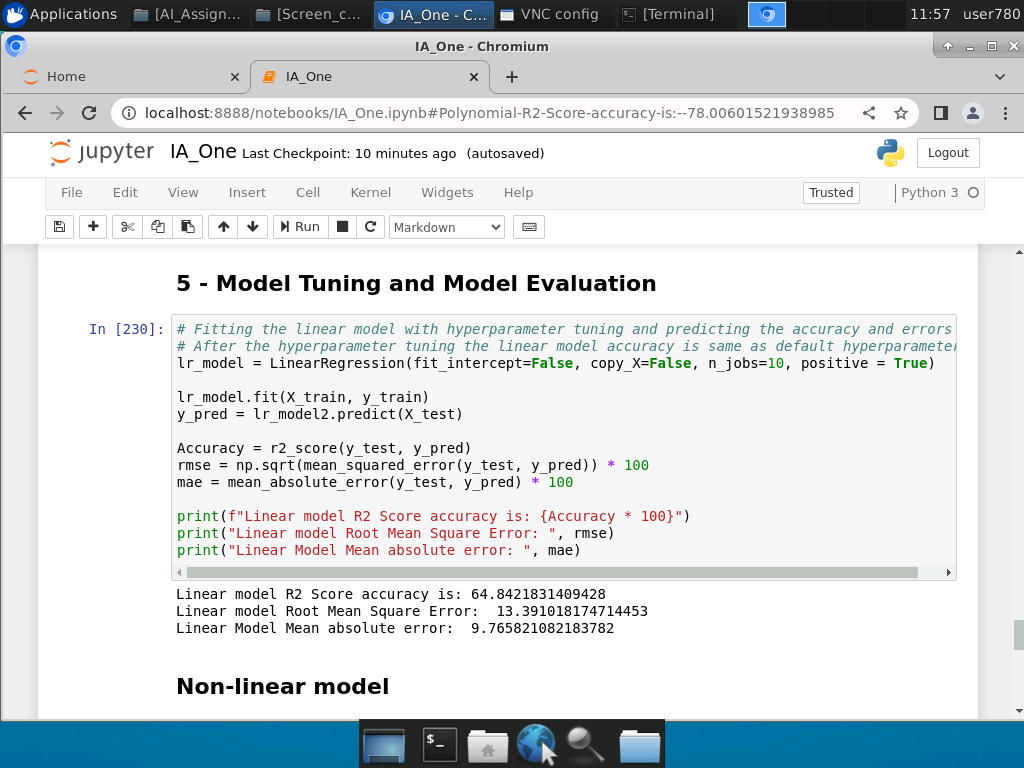 Applications [AI_Assign... [Screen_c... IA_One - C... VNC config [Terminal] 11:57 user780
IA_One - Chromium
Home IA_One
localhost:8888/notebooks/IA_One.ipynb#Polynomial-R2-Score-accuracy-is:--78.00601521938985
jupyter IA_One Last Checkpoint: 10 minutes ago (autosaved) Logout
File Edit View Insert Cell Kernel Widgets Help Trusted Python 3
Run Markdown
5 - Model Tuning and Model Evaluation
In [230]: # Fitting the linear model with hyperparameter tuning and predicting the accuracy and errors
# After the hyperparameter tuning the linear model accuracy is same as default hyperparameter
lr_model = LinearRegression(fit_intercept=False, copy_X=False, n_jobs=10, positive = True)
lr_model.fit(X_train, y_train)
y_pred = lr_model2.predict(X_test)
Accuracy = r2_score(y_test, y_pred)
rmse = np.sqrt(mean_squared_error(y_test, y_pred)) * 100
mae = mean_absolute_error(y_test, y_pred) * 100
print(f"Linear model R2 Score accuracy is: {Accuracy * 100}")
print("Linear model Root Mean Square Error: ", rmse)
print("Linear Model Mean absolute error: ", mae)
Linear model R2 Score accuracy is: 64.8421831409428
Linear model Root Mean Square Error:  13.391018174714453
Linear Model Mean absolute error:  9.765821082183782
Non-linear model
$_